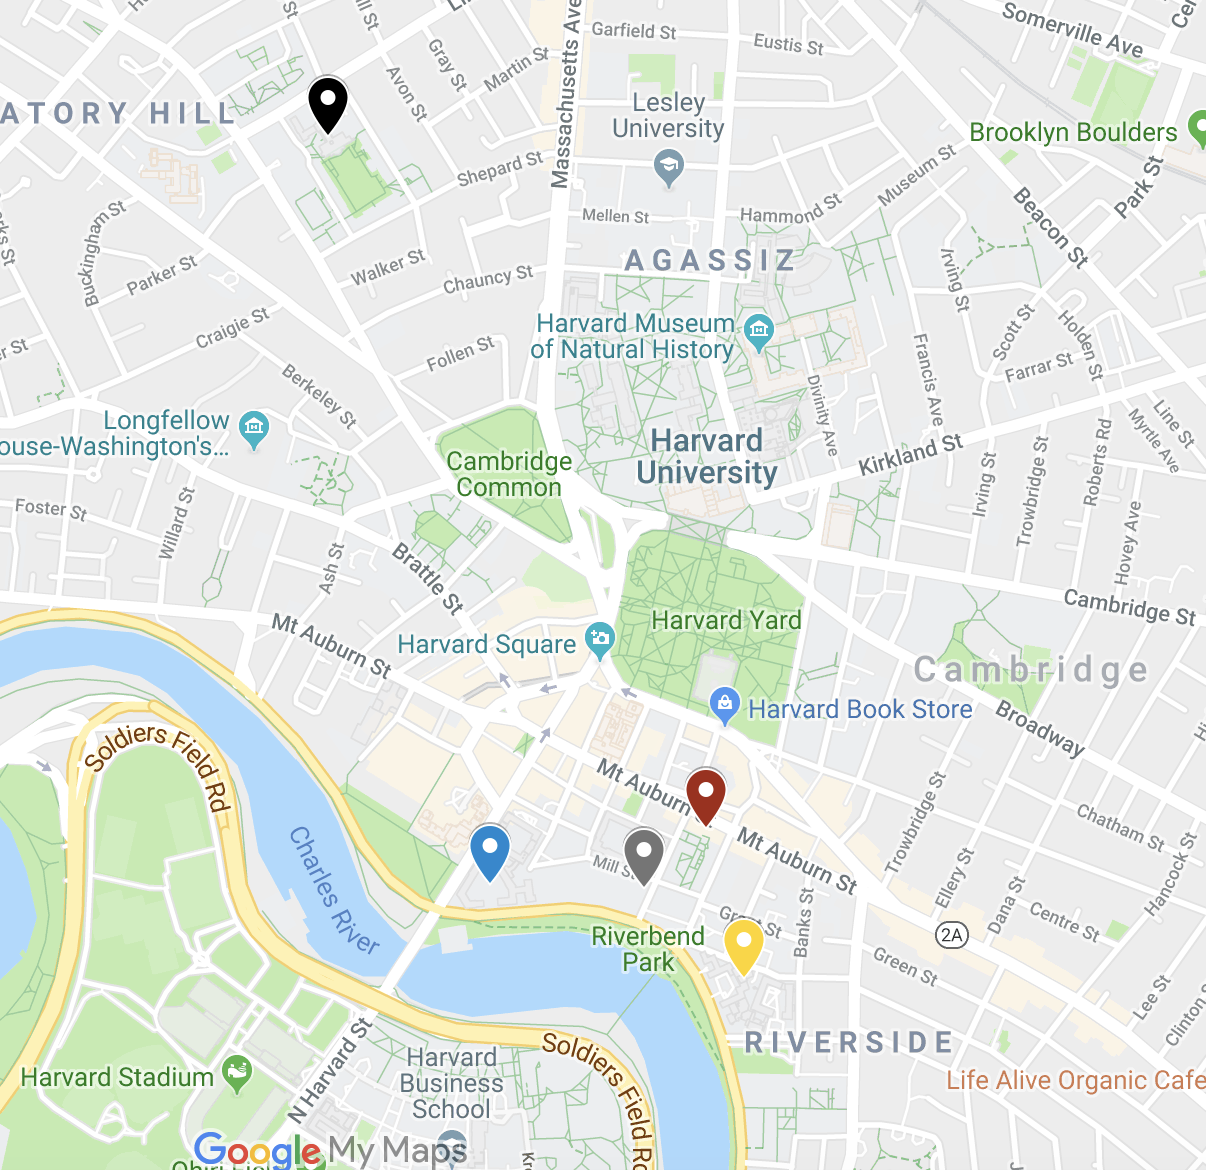 Garfield St
Eustis St
Somerville Ave
Massachusetts Ave
Gray St
Martin St
Avon St
Lesley
University
Brooklyn Boulders
ATORY HILL
Shepard St
Museum St
Park St
Mellen St
Hammond St
Beacon St
Buckingham St
Parker St
Walker St
Chauncy St
AGASSIZ
Irving St
Craigie St
Follen St
Harvard Museum
of Natural History
Scott St
Holden St
Francis Ave
Farrar St
Berkeley St
Divinity Ave
Line St
Myrtle Ave
Longfellow
ouse-Washington's...
Cambridge
Common
Harvard
University
Kirkland St
Roberts Rd
Irving St
Trowbridge St
Foster St
Willard St
Hovey Ave
Ash St
Brattle St
Cambridge St
Mt Auburn St
Harvard Square
Harvard Yard
Cambridge
Harvard Book Store
Broadway
Soldiers Field Rd
Mt Auburn
Mt Auburn St
Trowbridge St
Chatham St
Hancock St
Charles River
Mill St
Ellery St
Dana St
Centre St
Grant St
Banks St
2A
Riverbend
Park
Green St
Lee St
Clinton
RIVERSIDE
Harvard Stadium
N Harvard St
Harvard
Business
School
Soldiers Field Rd
Life Alive Organic Cafe
Google My Maps